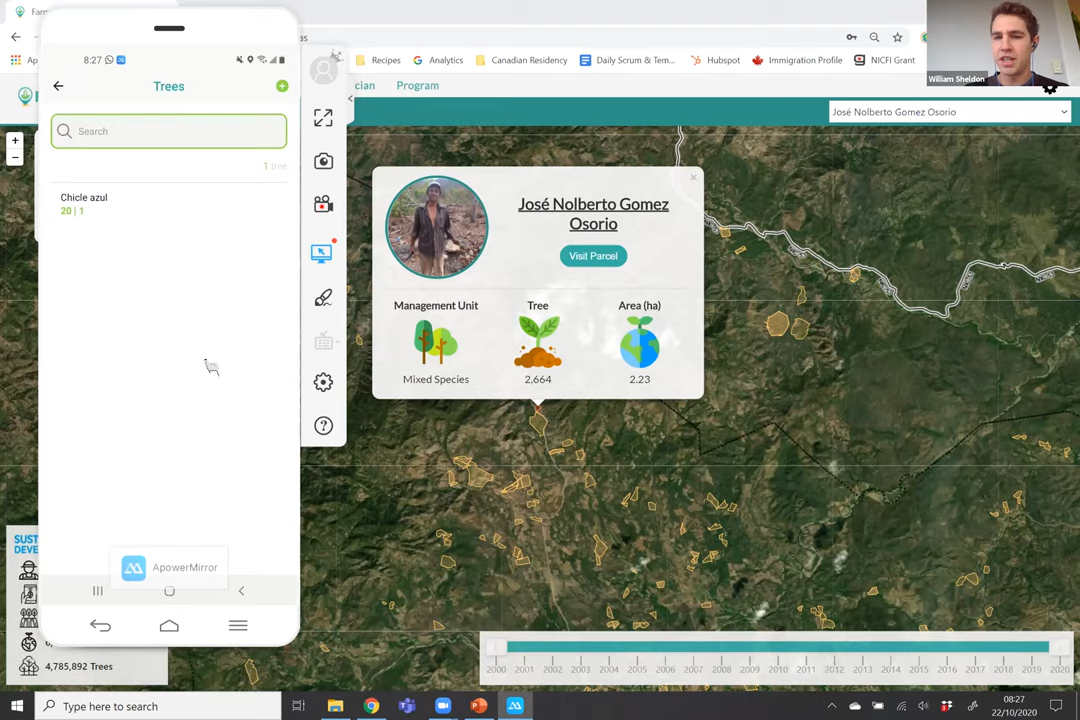 Farm
8:27
Trees
Search
1 tree
Chicle azul
20 | 1
ApowerMirror
Recipes
Analytics
Canadian Residency
Daily Scrum & Tem...
Hubspot
Immigration Profile
NICFI Grant
William Sheldon
cian
Program
José Nolberto Osorio
+
−
José Nolberto Gomez
Osorio
Visit Parcel
Management Unit
Tree
Area (ha)
Mixed Species
2,664
2.23
SUST
DEVE
4,785,892 Trees
2000 2001 2002 2003 2004 2005 2006 2007 2008 2009 2010 2011 2012 2013 2014 2015 2016 2017 2018 2019 2020
Type here to search
08:27
22/10/2020